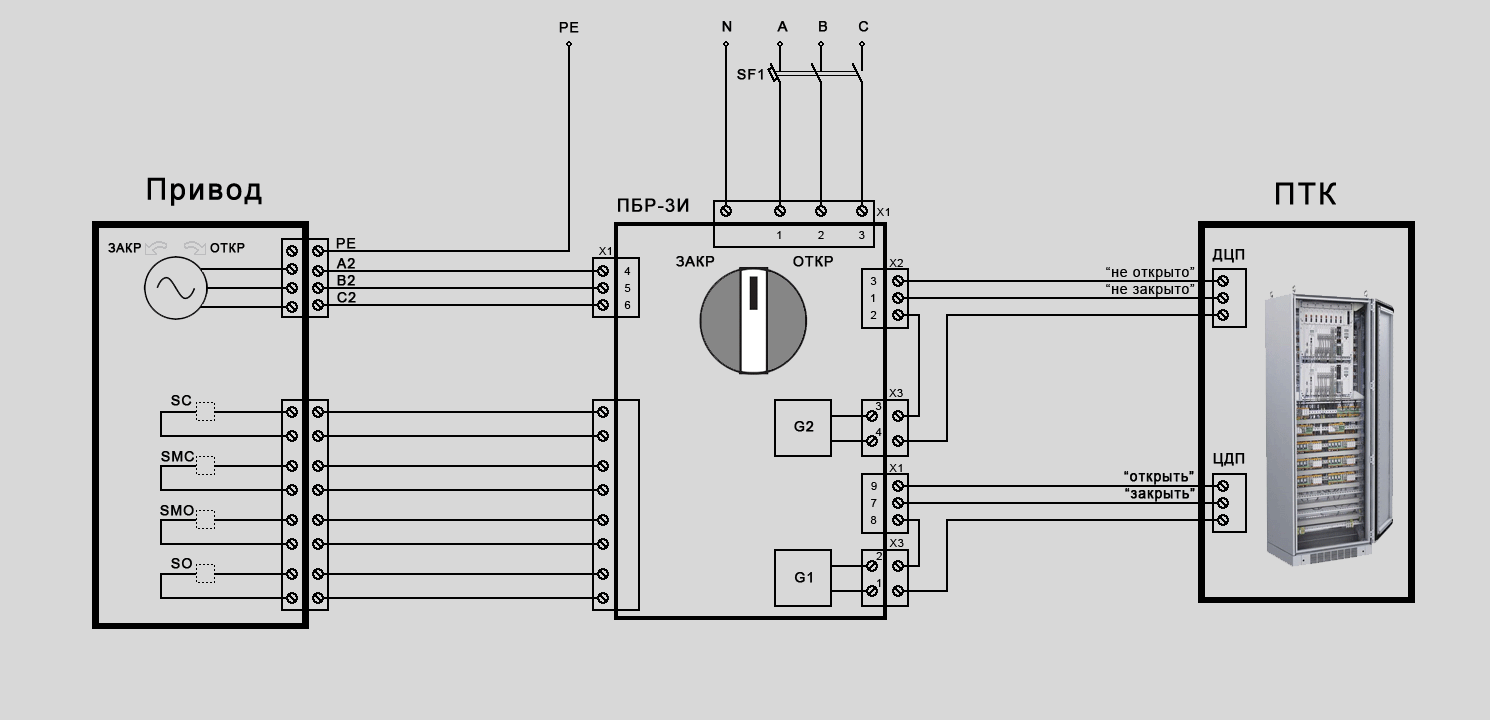 PE
N A B C
SF1
Привод
ПБР-3И
X1
1 2 3
ПТК
ЗАКР ОТКР
PE
A2
B2
C2
X1
4
5
6
ЗАКР ОТКР
X2
3
1
2
"не открыто"
"не закрыто"
ДЦП
SC
SMC
SMO
SO
G2
X3
3
4
X1
9
7
8
"открыть"
"закрыть"
ЦДП
G1
X3
2
1